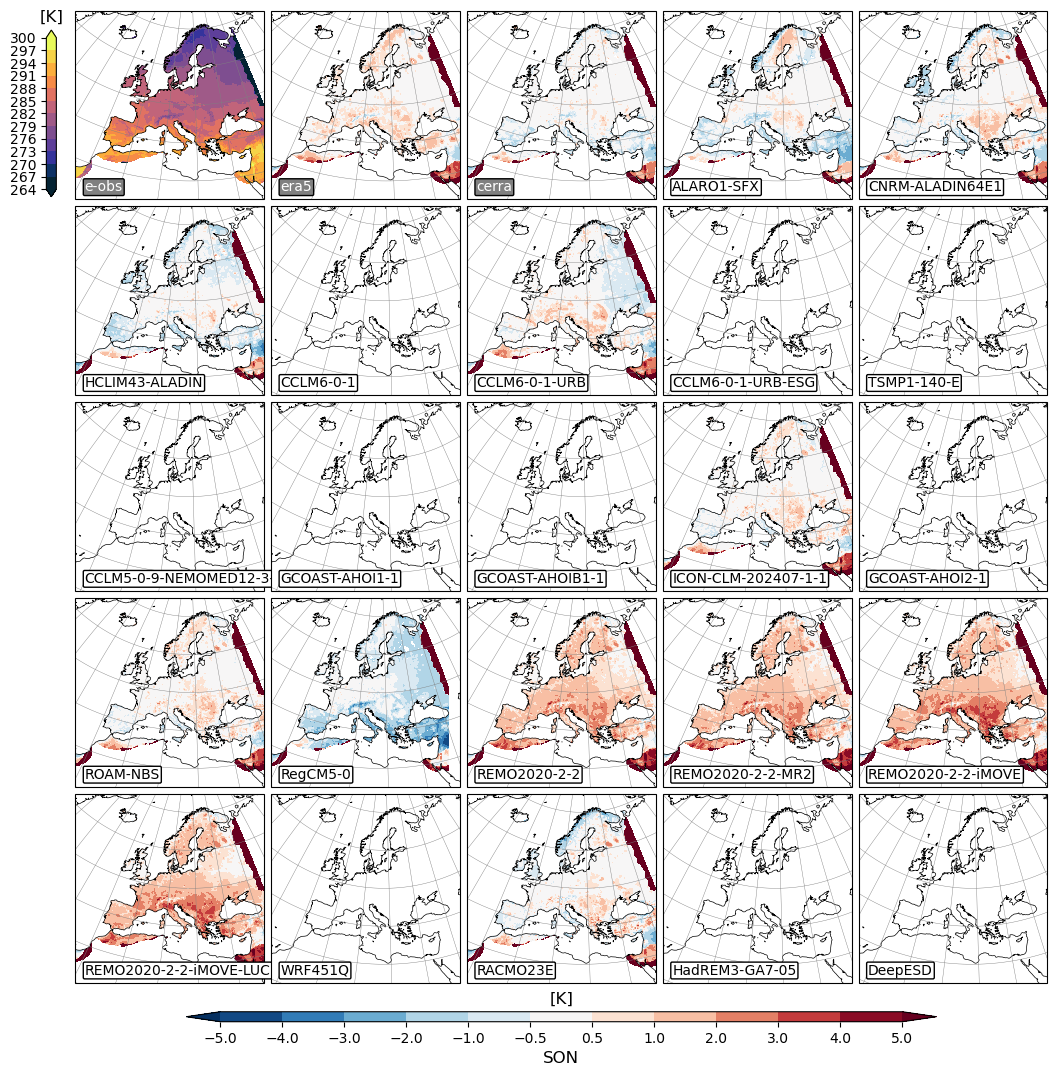 [K]
300
297
294
291
288
285
282
279
276
273
270
267
264
e-obs
era5
cerra
ALARO1-SFX
CNRM-ALADIN64E1
HCLIM43-ALADIN
CCLM6-0-1
CCLM6-0-1-URB
CCLM6-0-1-URB-ESG
TSMP1-140-E
CCLM5-0-9-NEMOMED12-3-
GCOAST-AHOI1-1
GCOAST-AHOIB1-1
ICON-CLM-202407-1-1
GCOAST-AHOI2-1
ROAM-NBS
RegCM5-0
REMO2020-2-2
REMO2020-2-2-MR2
REMO2020-2-2-iMOVE
REMO2020-2-2-iMOVE-LUC
WRF451Q
RACMO23E
HadREM3-GA7-05
DeepESD
[K]
−5.0 −4.0 −3.0 −2.0 −1.0 −0.5 0.5 1.0 2.0 3.0 4.0 5.0
SON